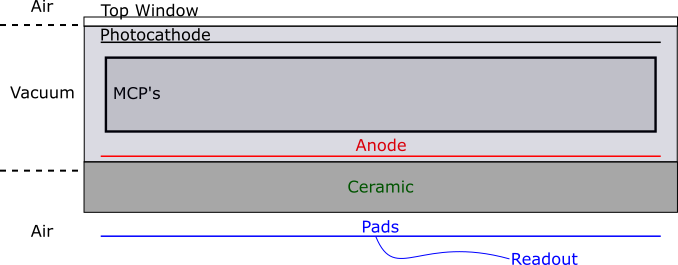 Air
Top Window
Photocathode
Vacuum
MCP's
Anode
Ceramic
Air
Pads
Readout